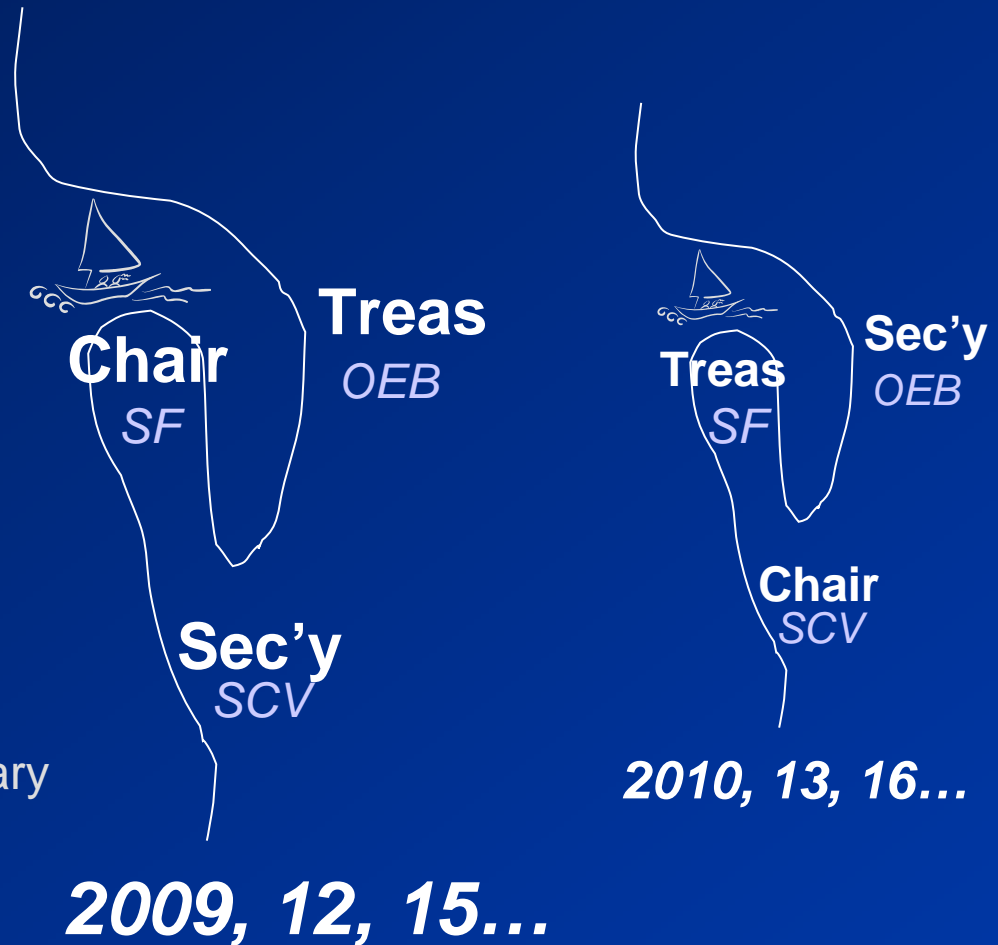 Treas
OEB
Chair
SF
Sec’y
SCV
ary
2009, 12, 15…
Sec’y
OEB
Treas
SF
Chair
SCV
2010, 13, 16…